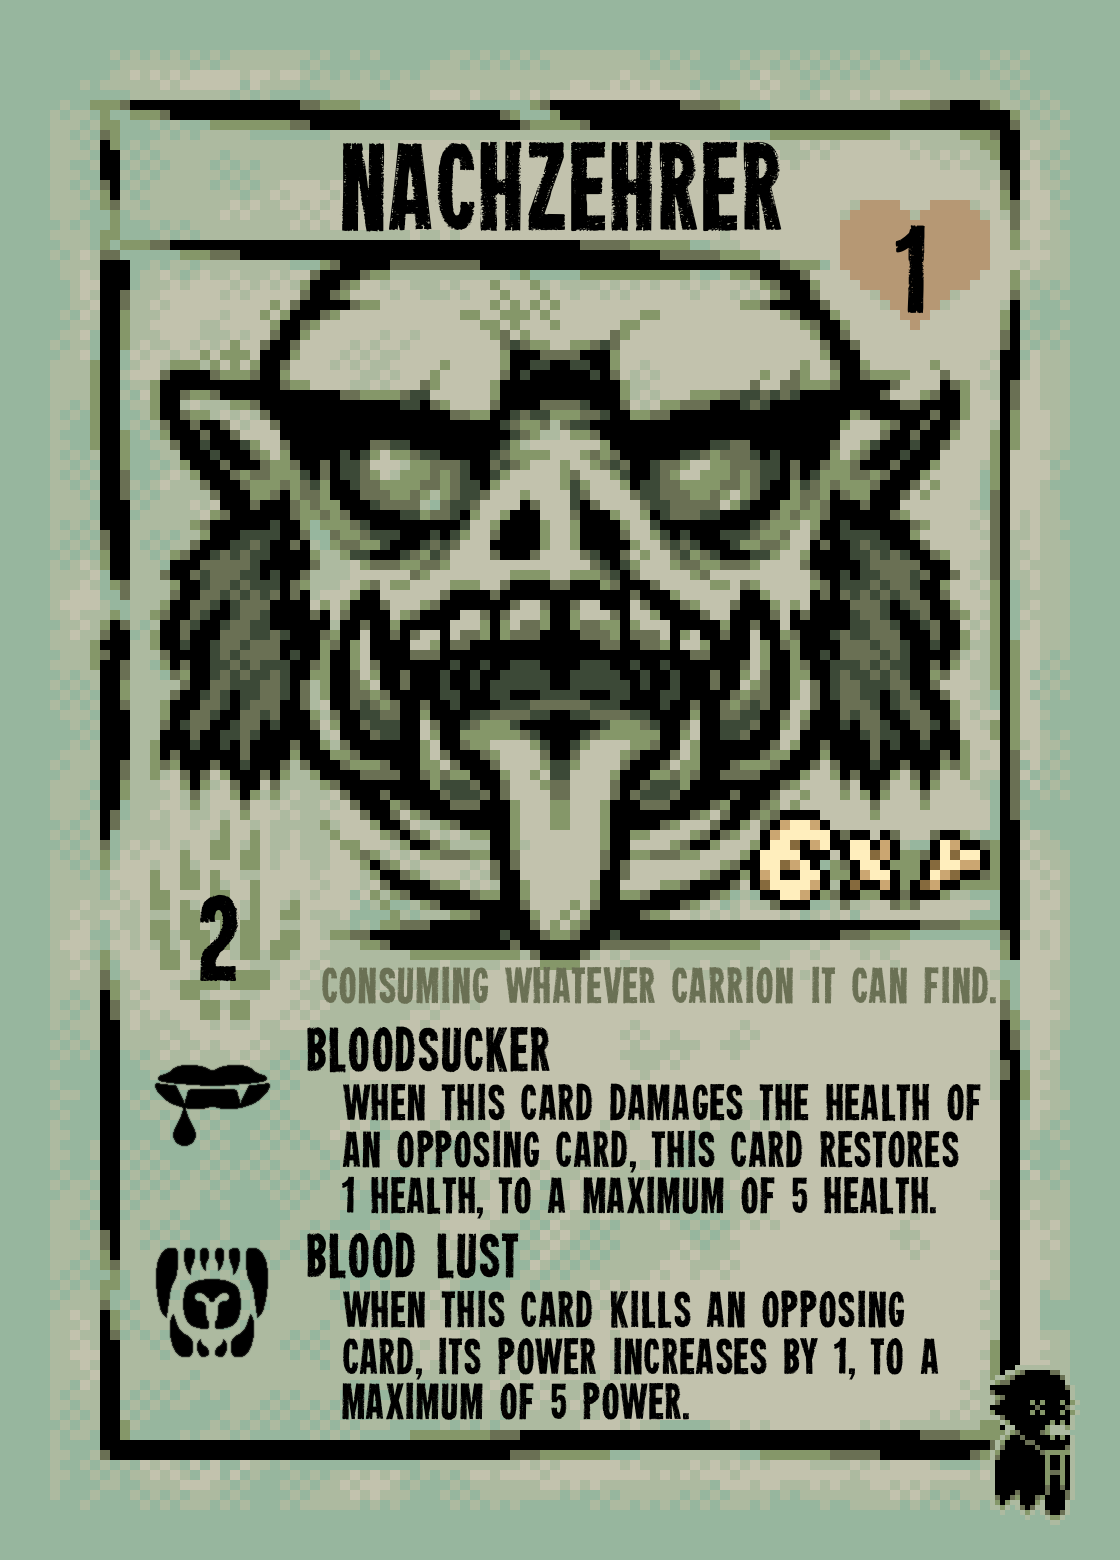 NACHZEHRER
1
6X
2
CONSUMING WHATEVER CARRION IT CAN FIND.
BLOODSUCKER
WHEN THIS CARD DAMAGES THE HEALTH OF
AN OPPOSING CARD, THIS CARD RESTORES
1 HEALTH, TO A MAXIMUM OF 5 HEALTH.
BLOOD LUST
WHEN THIS CARD KILLS AN OPPOSING
CARD, ITS POWER INCREASES BY 1, TO A
MAXIMUM OF 5 POWER.